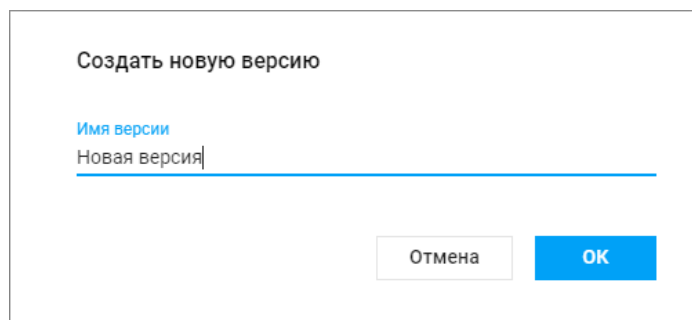 Создать новую версию
Имя версии
Новая версия
Отмена OK